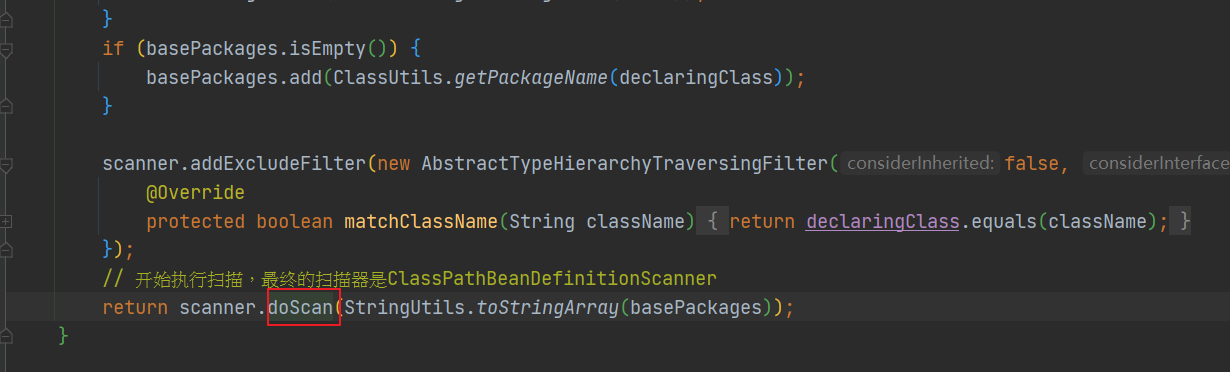 }
if (basePackages.isEmpty()) {
basePackages.add(ClassUtils.getPackageName(declaringClass));
}
scanner.addExcludeFilter(new AbstractTypeHierarchyTraversingFilter( considerInherited: false, considerInterface
@Override
protected boolean matchClassName(String className) { return declaringClass.equals(className); }
});
// 开始执行扫描，最终的扫描器是ClassPathBeanDefinitionScanner
return scanner.doScan(StringUtils.toStringArray(basePackages));
}